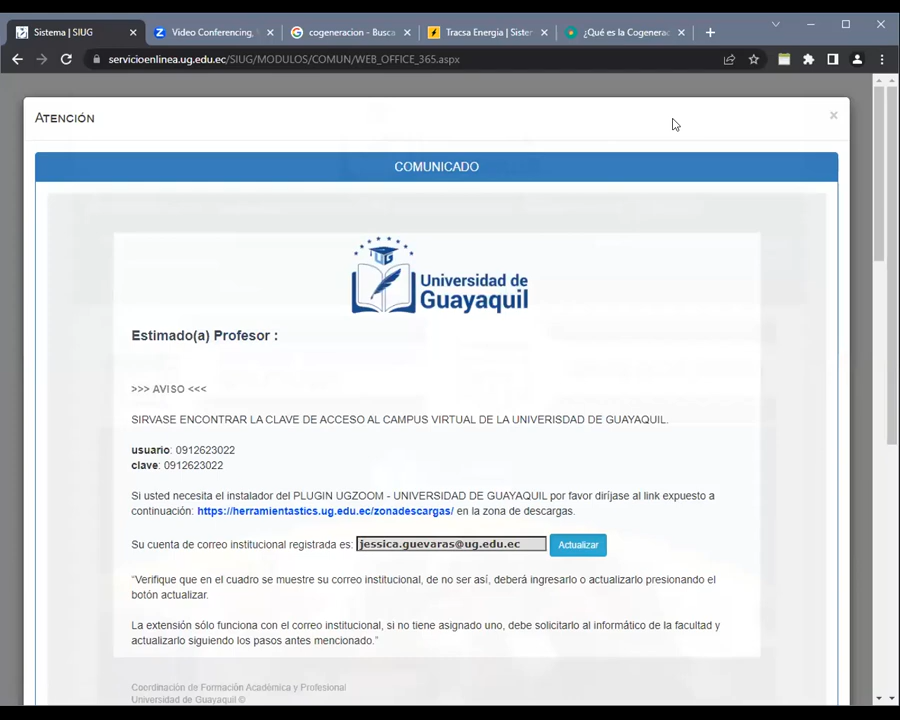 Sistema | SIUG
Video Conferencing,
cogeneracion - Busca
Tracsa Energia | Sister
¿Qué es la Cogenera
servicioenlinea.ug.edu.ec/SIUG/MODULOS/COMUN/WEB_OFFICE_365.aspx
ATENCIÓN
COMUNICADO
UG
Universidad de
Guayaquil
Estimado(a) Profesor :
>>> AVISO <<<
SIRVASE ENCONTRAR LA CLAVE DE ACCESO AL CAMPUS VIRTUAL DE LA UNIVERISDAD DE GUAYAQUIL.
usuario: 0912623022
clave: 0912623022
Si usted necesita el instalador del PLUGIN UGZOOM - UNIVERSIDAD DE GUAYAQUIL por favor diríjase al link expuesto a
continuación: https://herramientastics.ug.edu.ec/zonadescargas/ en la zona de descargas.
Su cuenta de correo institucional registrada es: jessica.guevaras@ug.edu.ec Actualizar
“Verifique que en el cuadro se muestre su correo institucional, de no ser así, deberá ingresarlo o actualizarlo presionando el
botón actualizar.
La extensión sólo funciona con el correo institucional, si no tiene asignado uno, debe solicitarlo al informático de la facultad y
actualizarlo siguiendo los pasos antes mencionado.”
Coordinación de Formación Acadèmica y Profesional
Universidad de Guayaquil ©